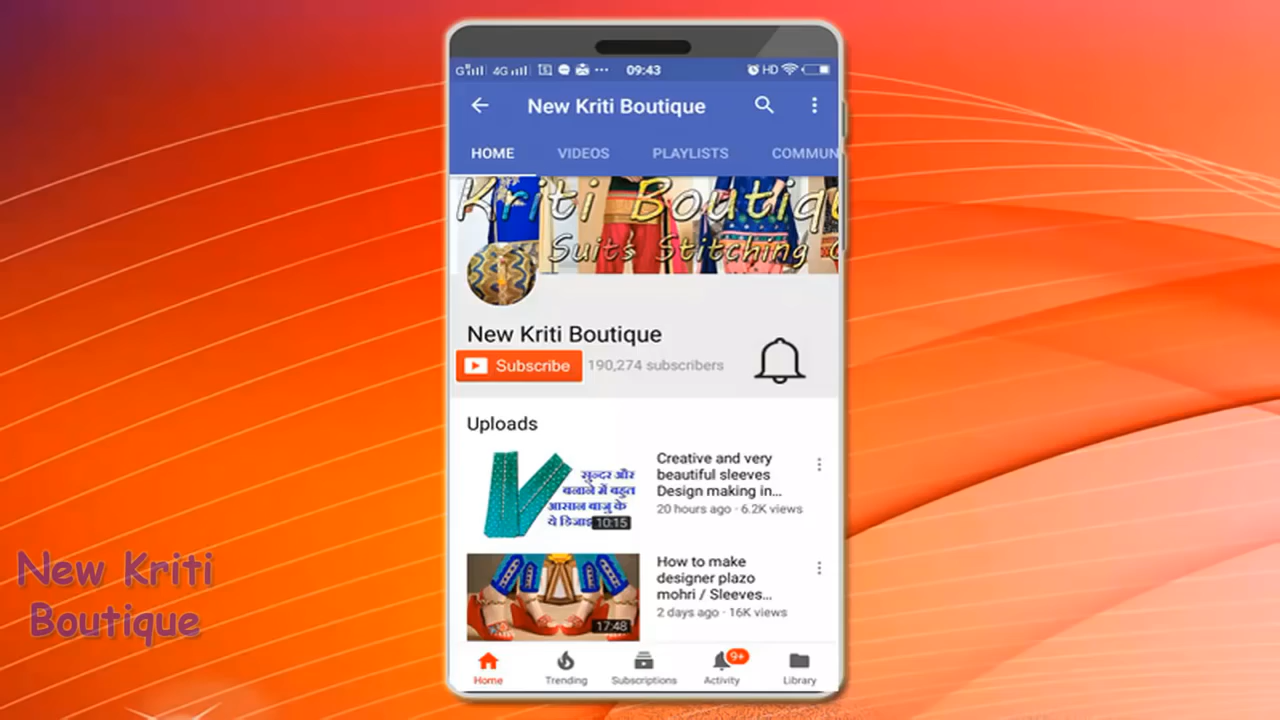 G 4G 09:43 HD
New Kriti Boutique
HOME VIDEOS PLAYLISTS COMMUN
Kriti Boutiqu
Suits Stitching
New Kriti Boutique
Subscribe 190,274 subscribers
Uploads
सुन्दर और
बनाने में बहुत
आसान बाजु के
ये डिजाइ
10:15
Creative and very
beautiful sleeves
Design making in...
20 hours ago · 6.2K views
17:48
How to make
designer plazo
mohri / Sleeves...
2 days ago · 16K views
9+
Home Trending Subscriptions Activity Library
New Kriti
Boutique